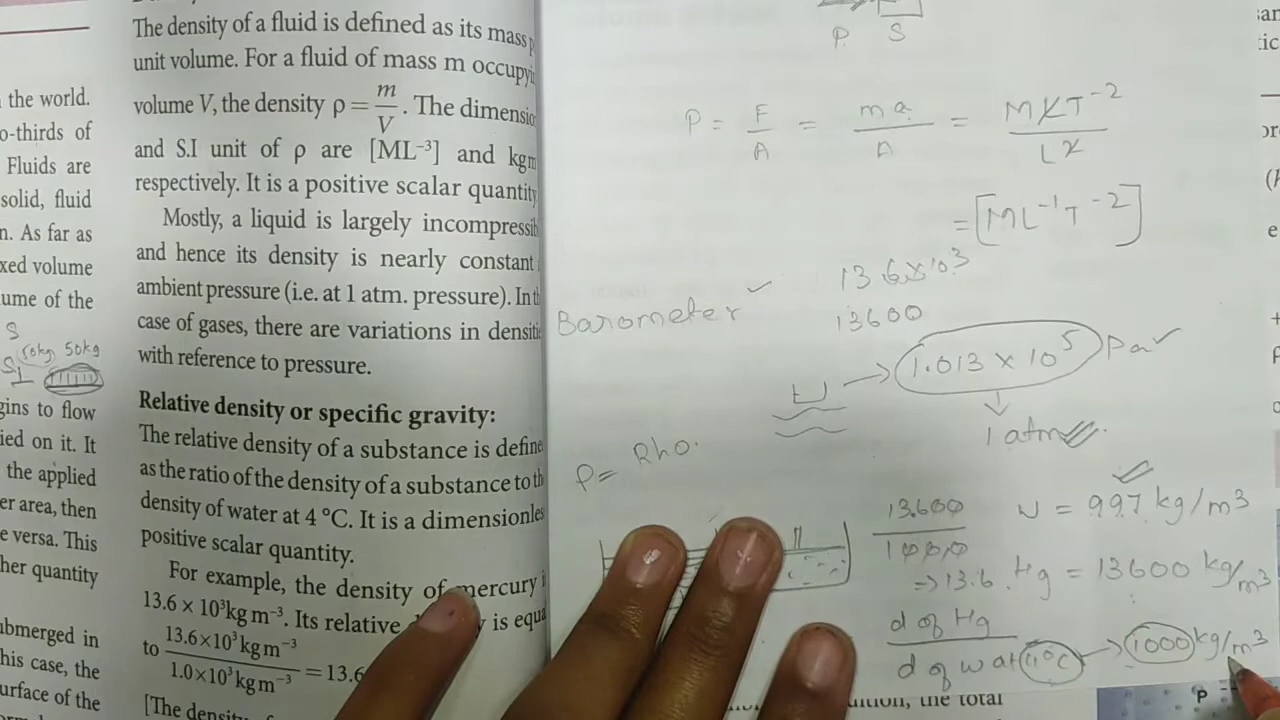 the world.
o-thirds of
Fluids are
solid, fluid
n. As far as
xed volume
ume of the
S
50kg
gins to flow
ied on it. It
the applied
er area, then
e versa. This
her quantity
ubmerged in
his case, the
urface of the
The density of a fluid is defined as its mass p
unit volume. For a fluid of mass m occupyi
volume V, the density ρ = m/V . The dimensio
and S.I unit of ρ are [ML⁻³] and kgm
respectively. It is a positive scalar quantity
Mostly, a liquid is largely incompressib
and hence its density is nearly constant
ambient pressure (i.e. at 1 atm. pressure). In th
case of gases, there are variations in densitie
with reference to pressure.
Relative density or specific gravity:
The relative density of a substance is define
as the ratio of the density of a substance to th
density of water at 4 °C. It is a dimensionles
positive scalar quantity.
For example, the density of mercury i
13.6 × 10³kg m⁻³. Its relative y is equa
to 13.6×10³kg m⁻³ / 1.0×10³kg m⁻³ = 13.6
[The density
P S
P = F/A = ma/A = MLT⁻² / L²
= [ML⁻¹T⁻²]
13.6×10³
Barometer 13600
1.013 × 10⁵ Pa
1 atm
ρ = Rho.
13600/1000 W = 997 kg/m³
⇒ 13.6 Hg = 13600 kg/m³
d of Hg / d of wat 4°C → 1000 kg/m³
the total
P